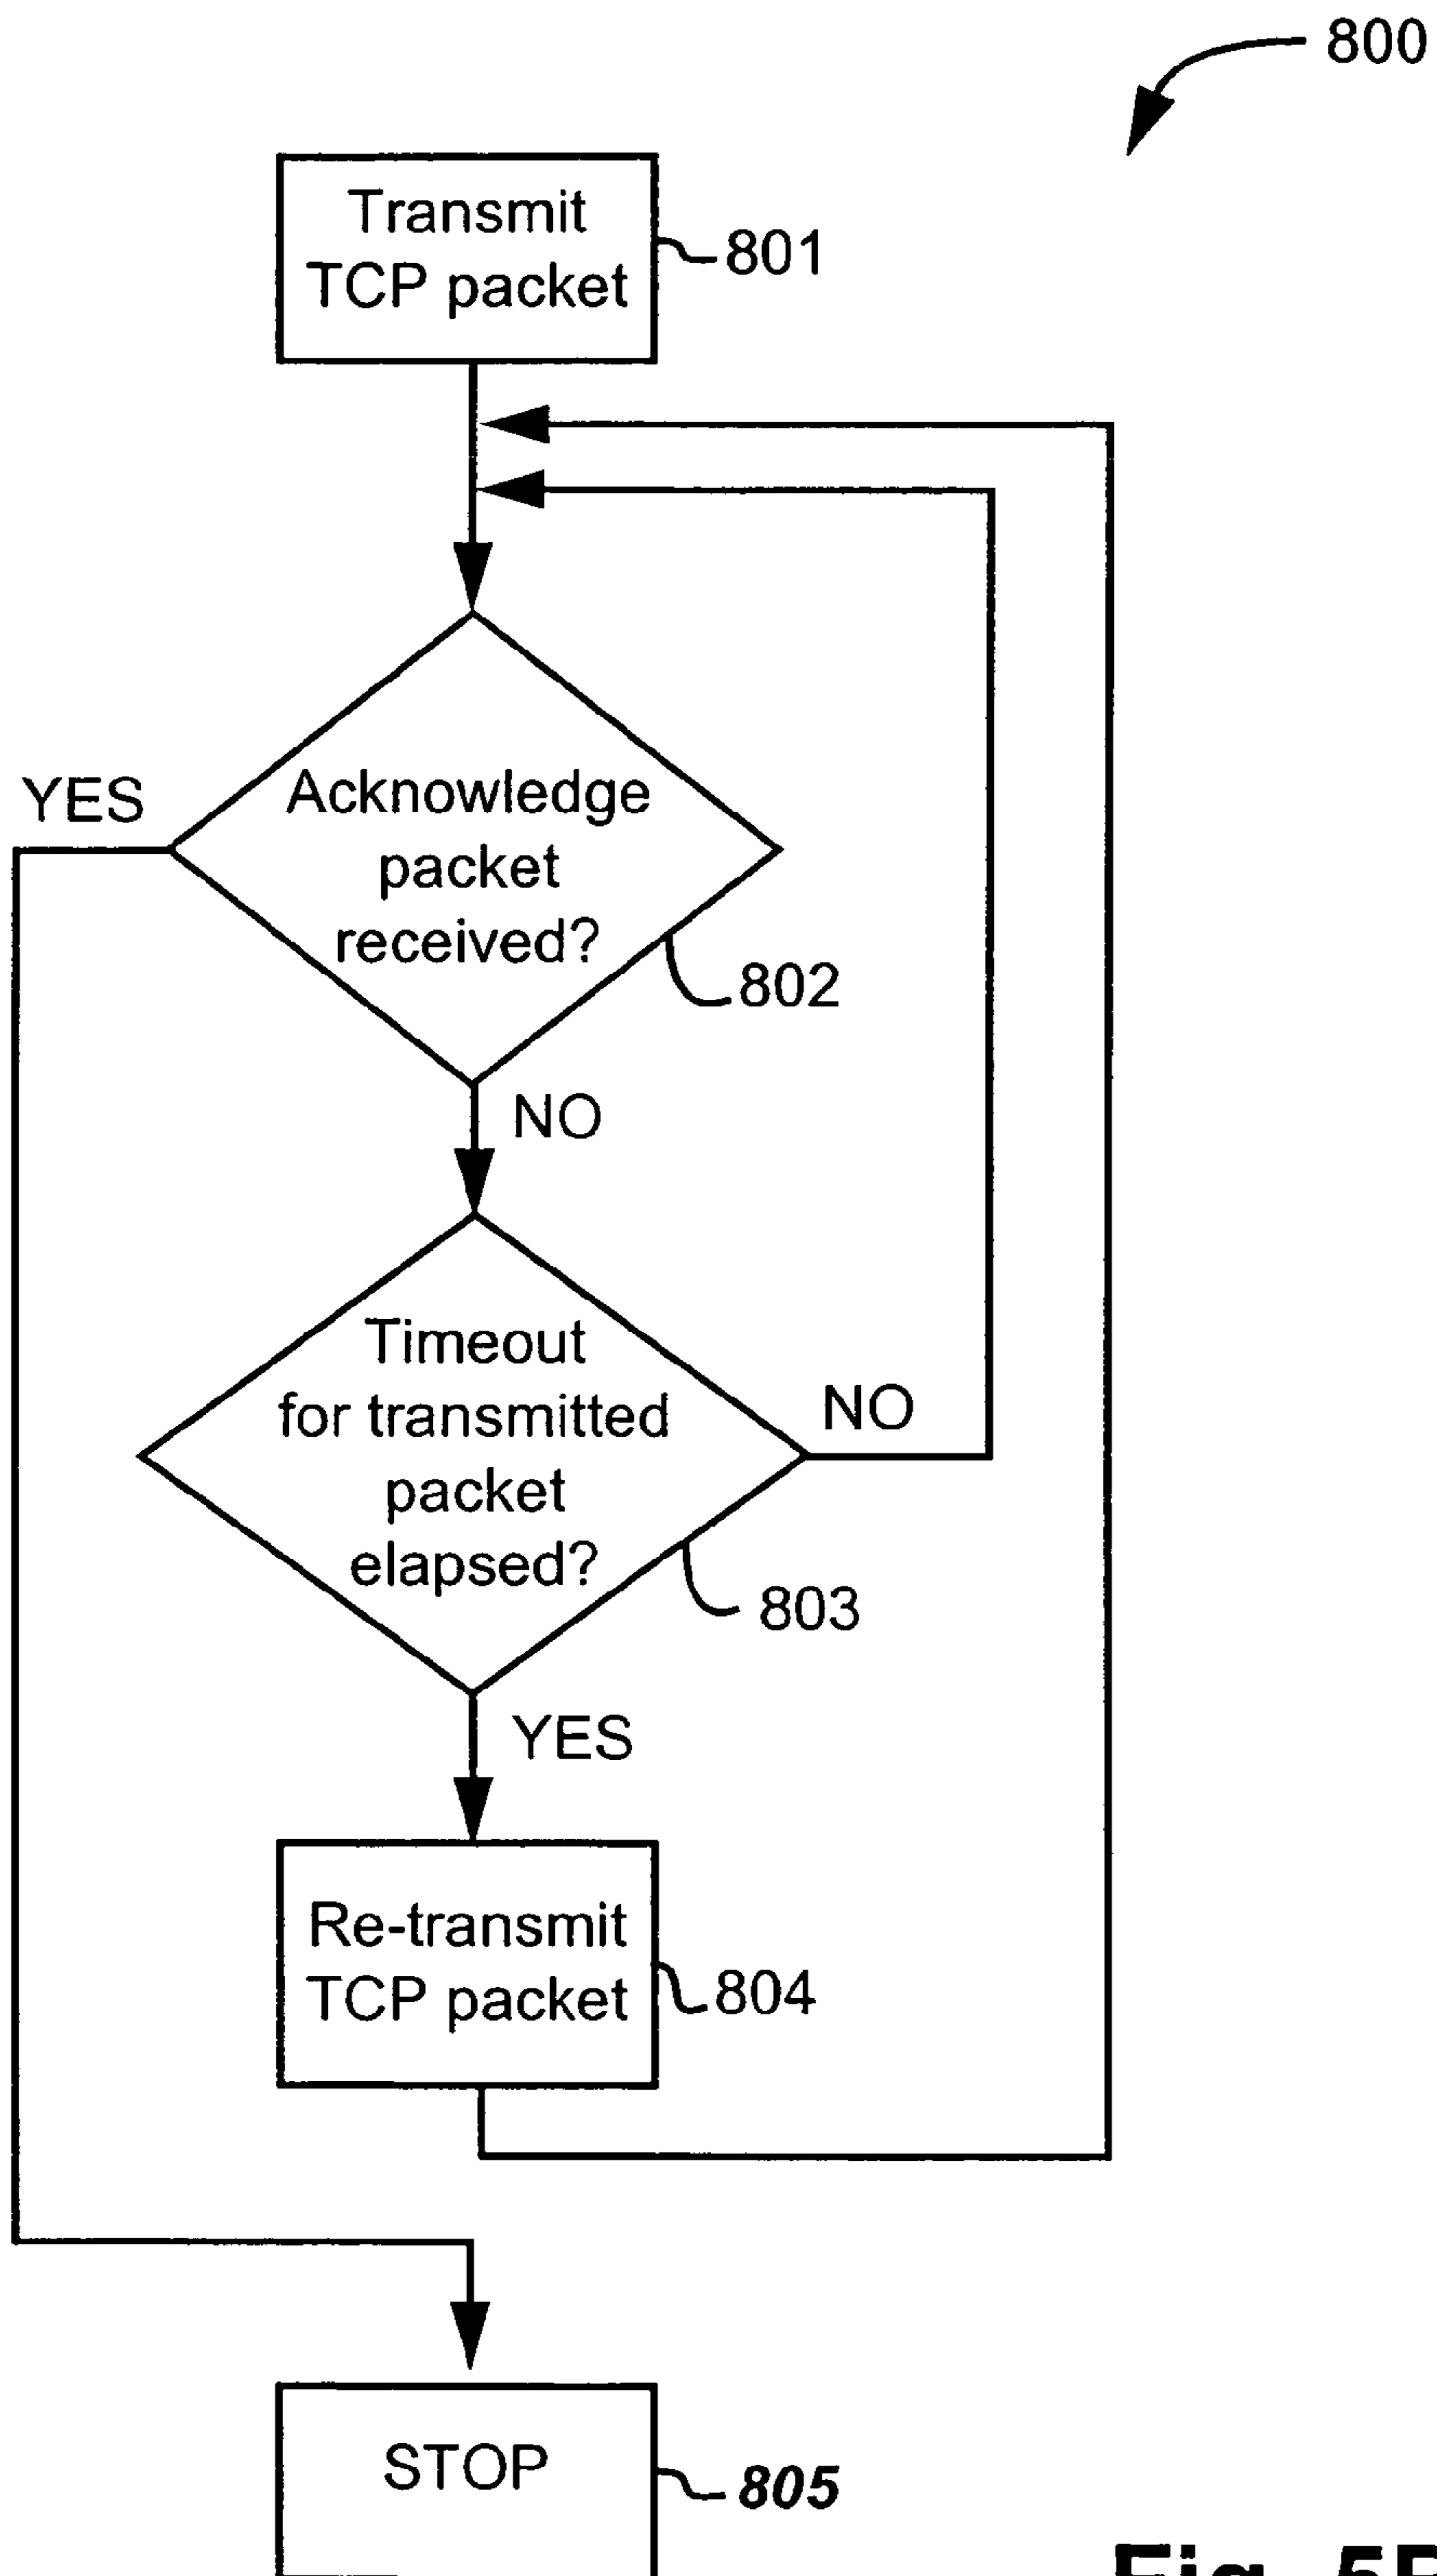 800
Transmit
TCP packet
801
YES
Acknowledge
packet
received?
802
NO
Timeout
for transmitted
packet
elapsed?
NO
803
YES
Re-transmit
TCP packet
804
STOP
805
Fig.